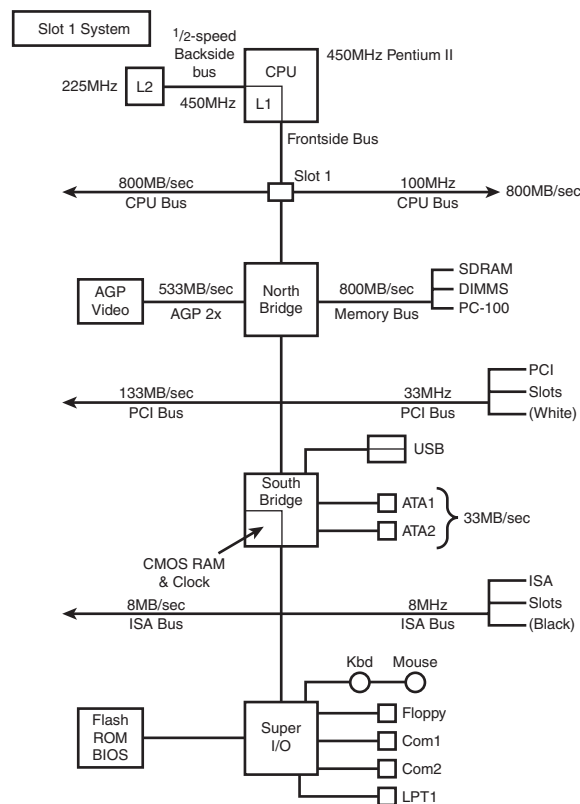 Slot 1 System
1/2-speed
Backside
bus
CPU
450MHz Pentium II
225MHz
L2
450MHz
L1
Frontside Bus
800MB/sec
CPU Bus
Slot 1
100MHz
CPU Bus
800MB/sec
AGP
Video
533MB/sec
AGP 2x
North
Bridge
800MB/sec
Memory Bus
SDRAM
DIMMS
PC-100
133MB/sec
PCI Bus
33MHz
PCI Bus
PCI
Slots
(White)
USB
South
Bridge
ATA1
ATA2
33MB/sec
CMOS RAM
& Clock
8MB/sec
ISA Bus
8MHz
ISA Bus
ISA
Slots
(Black)
Kbd
Mouse
Flash
ROM
BIOS
Super
I/O
Floppy
Com1
Com2
LPT1